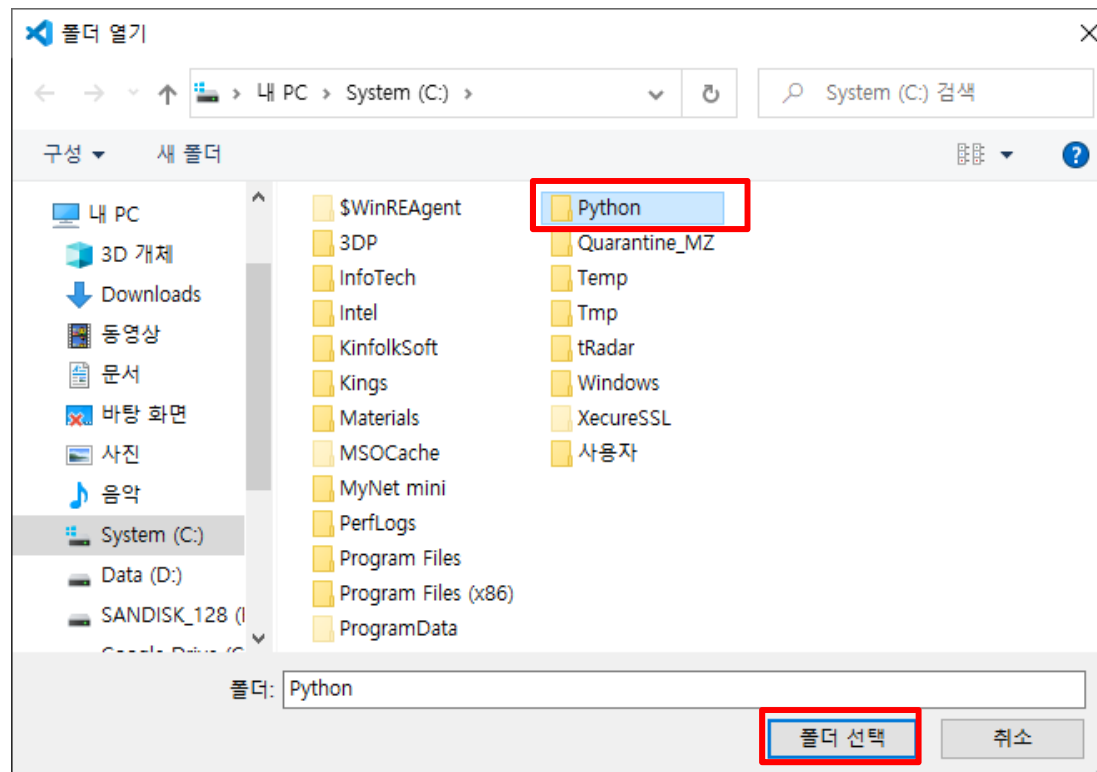 폴더 열기
내 PC › System (C:) ›
System (C:) 검색
구성
새 폴더
내 PC
3D 개체
Downloads
동영상
문서
바탕 화면
사진
음악
System (C:)
Data (D:)
SANDISK_128 (
$WinREAgent
3DP
InfoTech
Intel
KinfolkSoft
Kings
Materials
MSOCache
MyNet mini
PerfLogs
Program Files
Program Files (x86)
ProgramData
Python
Quarantine_MZ
Temp
Tmp
tRadar
Windows
XecureSSL
사용자
폴더: Python
폴더 선택
취소